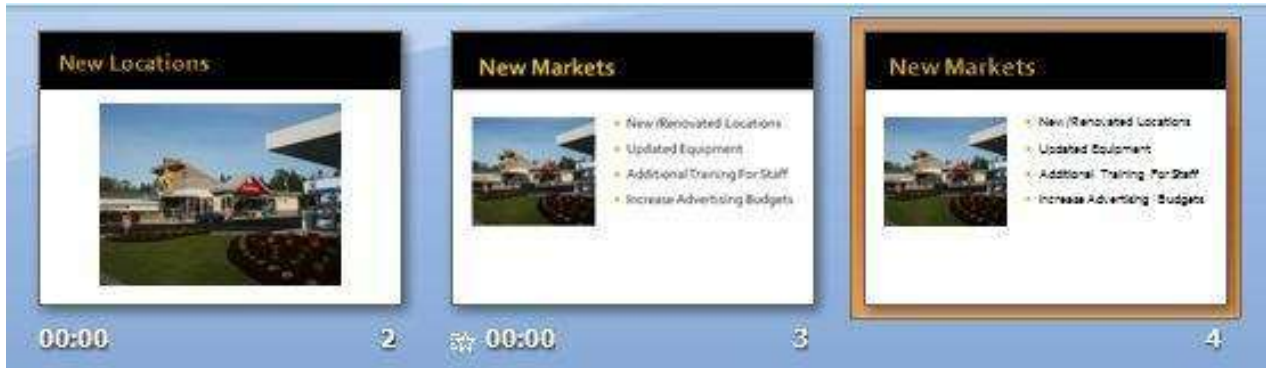 New Locations
New Markets
New /Renovated Locations
Updated Equipment
Additional Training For Staff
Increase Advertising Budgets
New Markets
New /Renovated Locations
Updated Equipment
Additional Training For Staff
Increase Advertising Budgets
00:00 2
00:00 3
4